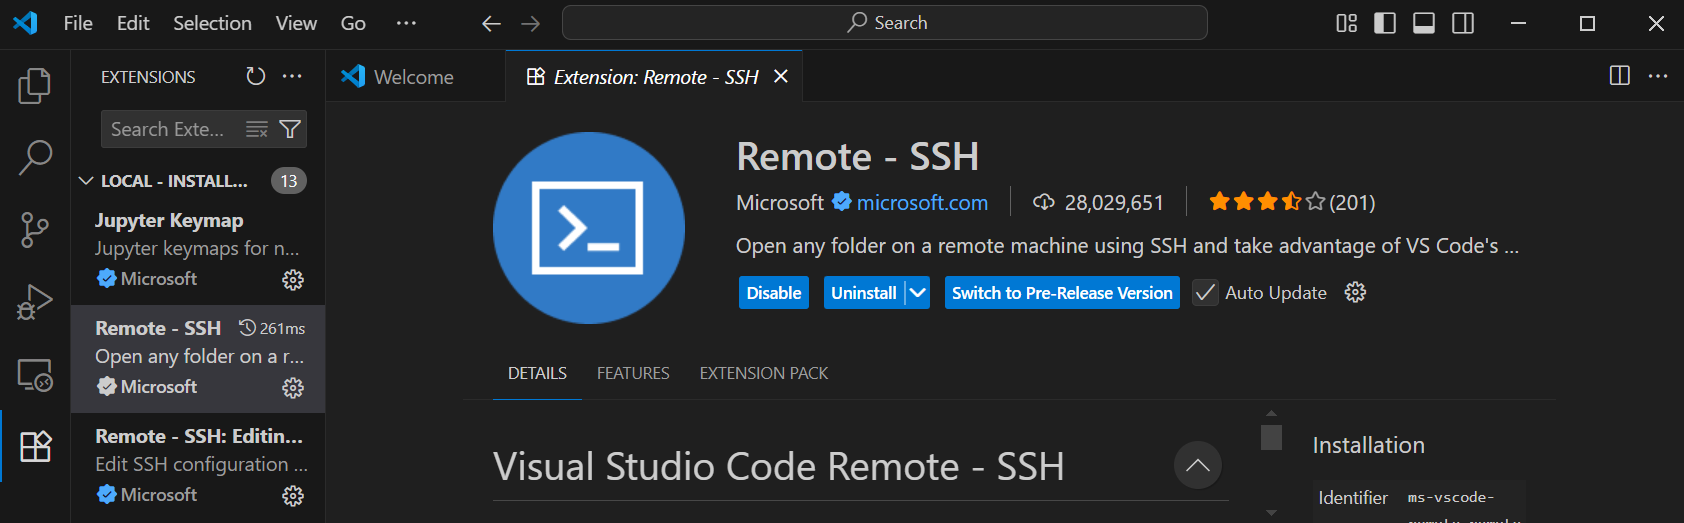 File Edit Selection View Go ··· Search
EXTENSIONS ···
Search Exte...
LOCAL - INSTALL... 13
Jupyter Keymap
Jupyter keymaps for n...
Microsoft
Remote - SSH 261ms
Open any folder on a r...
Microsoft
Remote - SSH: Editin...
Edit SSH configuration ...
Microsoft
Welcome Extension: Remote - SSH
Remote - SSH
Microsoft microsoft.com 28,029,651 (201)
Open any folder on a remote machine using SSH and take advantage of VS Code's ...
Disable Uninstall Switch to Pre-Release Version Auto Update
DETAILS FEATURES EXTENSION PACK
Visual Studio Code Remote - SSH
Installation
Identifier ms-vscode-